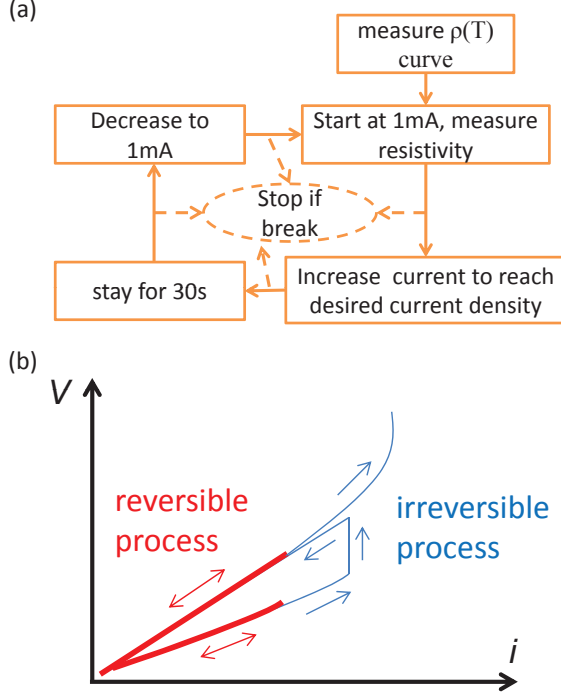 (a)
measure ρ(T)
curve
Decrease to
1mA
Start at 1mA, measure
resistivity
Stop if
break
stay for 30s
Increase current to reach
desired current density
(b)
V
reversible
process
irreversible
process
i